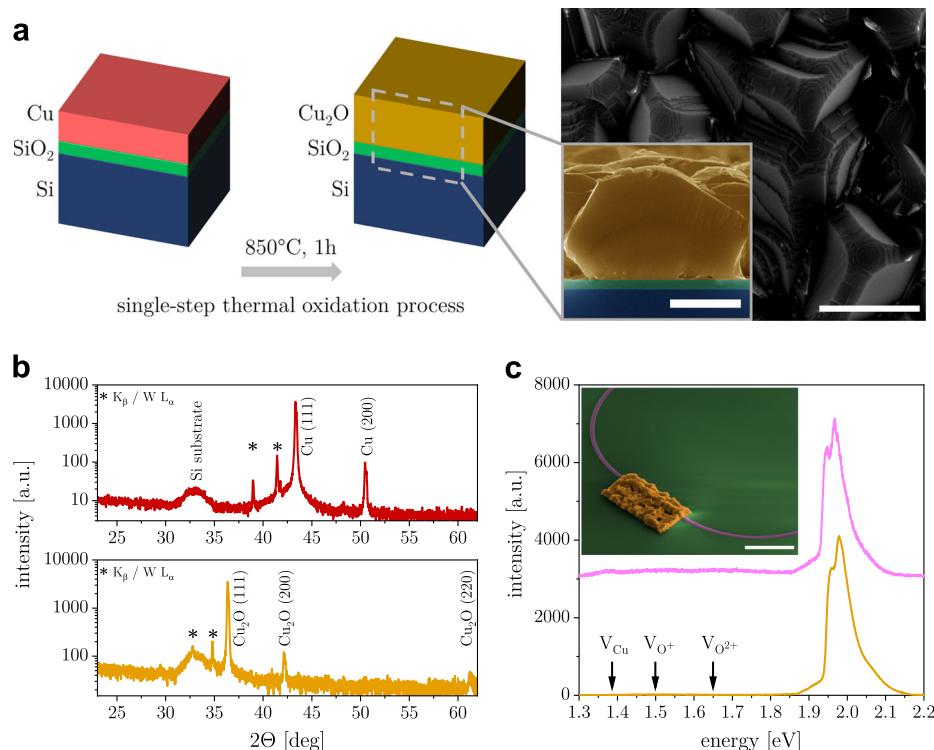 a
Cu
SiO₂
Si
Cu₂O
SiO₂
Si
850°C, 1h
single-step thermal oxidation process
b
intensity [a.u.]
10000
1000
100
10
* Kβ / W Lα
Si substrate
*
*
Cu (111)
Cu (200)
25 30 35 40 45 50 55 60
2Θ
10000
1000
100
* Kβ / W Lα
*
*
Cu₂O (111)
Cu₂O (200)
Cu₂O (220)
25 30 35 40 45 50 55 60
2Θ [deg]
c
intensity [a.u.]
8000
6000
4000
2000
0
V_Cu
V_O⁺
V_O²⁺
1.3 1.4 1.5 1.6 1.7 1.8 1.9 2.0 2.1 2.2
energy [eV]